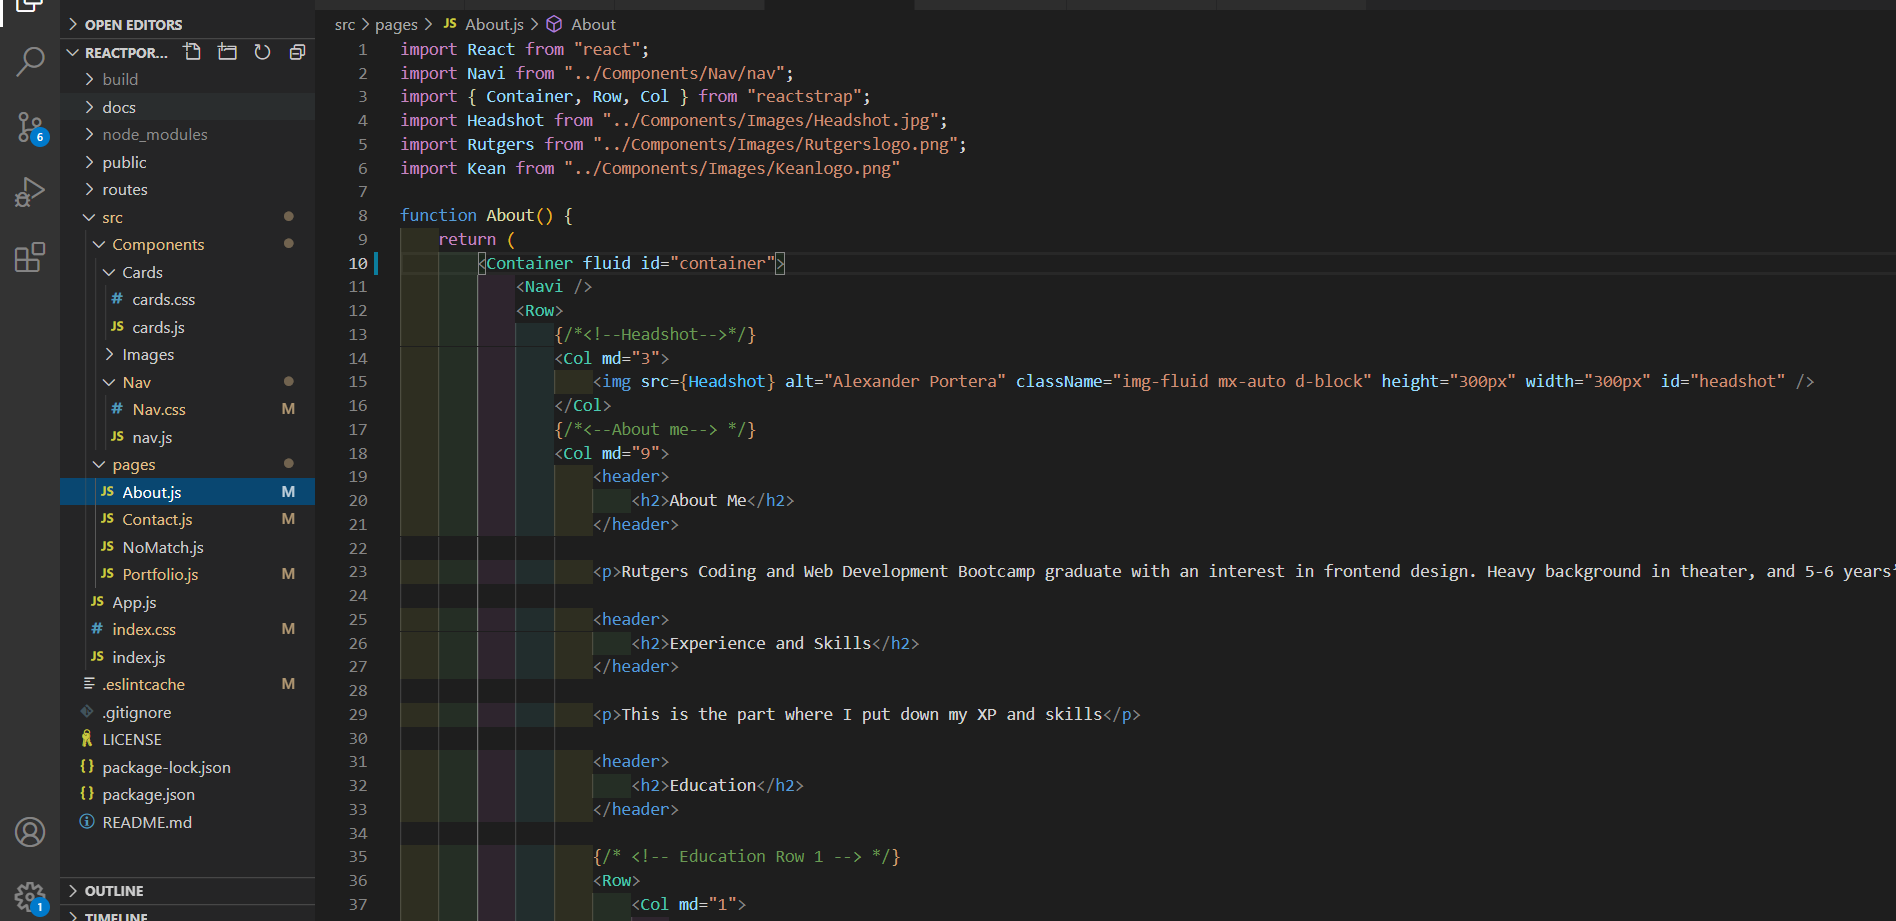 OPEN EDITORS
REACTPOR...
build
docs
node_modules
public
routes
src
Components
Cards
# cards.css
JS cards.js
Images
Nav
# Nav.css M
JS nav.js
pages
JS About.js M
JS Contact.js M
JS NoMatch.js
JS Portfolio.js M
JS App.js
# index.css M
JS index.js
.eslintcache M
.gitignore
LICENSE
{} package-lock.json
{} package.json
README.md
OUTLINE
TIMELINE
6
1
src > pages > JS About.js > About
1 import React from "react";
2 import Navi from "../Components/Nav/nav";
3 import { Container, Row, Col } from "reactstrap";
4 import Headshot from "../Components/Images/Headshot.jpg";
5 import Rutgers from "../Components/Images/Rutgerslogo.png";
6 import Kean from "../Components/Images/Keanlogo.png"
7
8 function About() {
9 return (
10 <Container fluid id="container">
11 <Navi />
12 <Row>
13 {/*<!--Headshot-->*/}
14 <Col md="3">
15 <img src={Headshot} alt="Alexander Portera" className="img-fluid mx-auto d-block" height="300px" width="300px" id="headshot" />
16 </Col>
17 {/*<--About me--> */}
18 <Col md="9">
19 <header>
20 <h2>About Me</h2>
21 </header>
22
23 <p>Rutgers Coding and Web Development Bootcamp graduate with an interest in frontend design. Heavy background in theater, and 5-6 years'
24
25 <header>
26 <h2>Experience and Skills</h2>
27 </header>
28
29 <p>This is the part where I put down my XP and skills</p>
30
31 <header>
32 <h2>Education</h2>
33 </header>
34
35 {/* <!-- Education Row 1 --> */}
36 <Row>
37 <Col md="1">